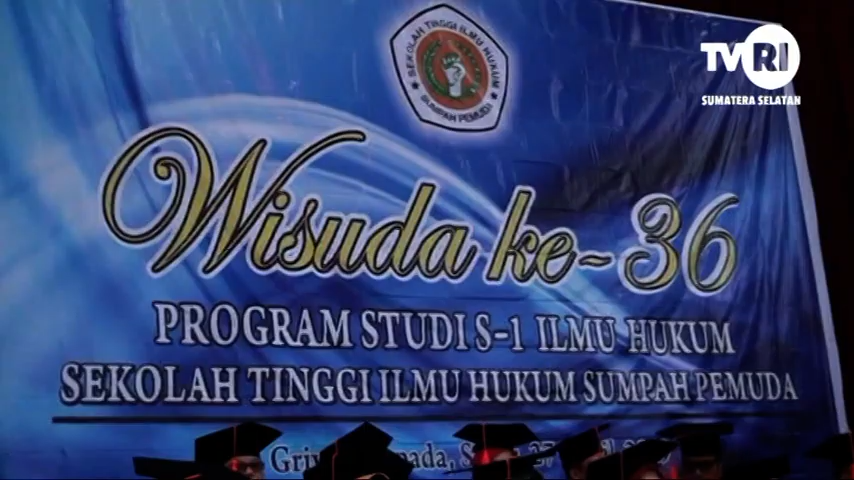 SEKOLAH TINGGI ILMU HUKUM
SUMPAH PEMUDA
TVRI
SUMATERA SELATAN
Wisuda ke-36
PROGRAM STUDI S-1 ILMU HUKUM
SEKOLAH TINGGI ILMU HUKUM SUMPAH PEMUDA